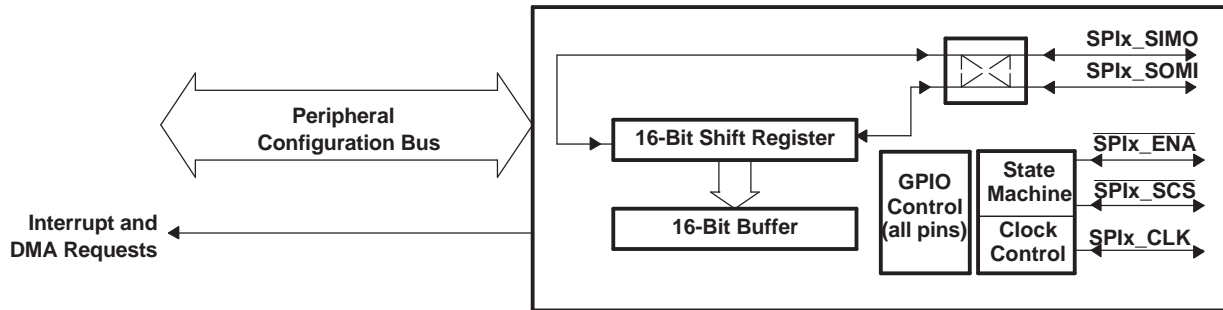 SPIx_SIMO
SPIx_SOMI
Peripheral
Configuration Bus
16-Bit Shift Register
SPIx_ENA
GPIO
Control
(all pins)
State
Machine
SPIx_SCS
Interrupt and
DMA Requests
16-Bit Buffer
Clock
Control
SPIx_CLK